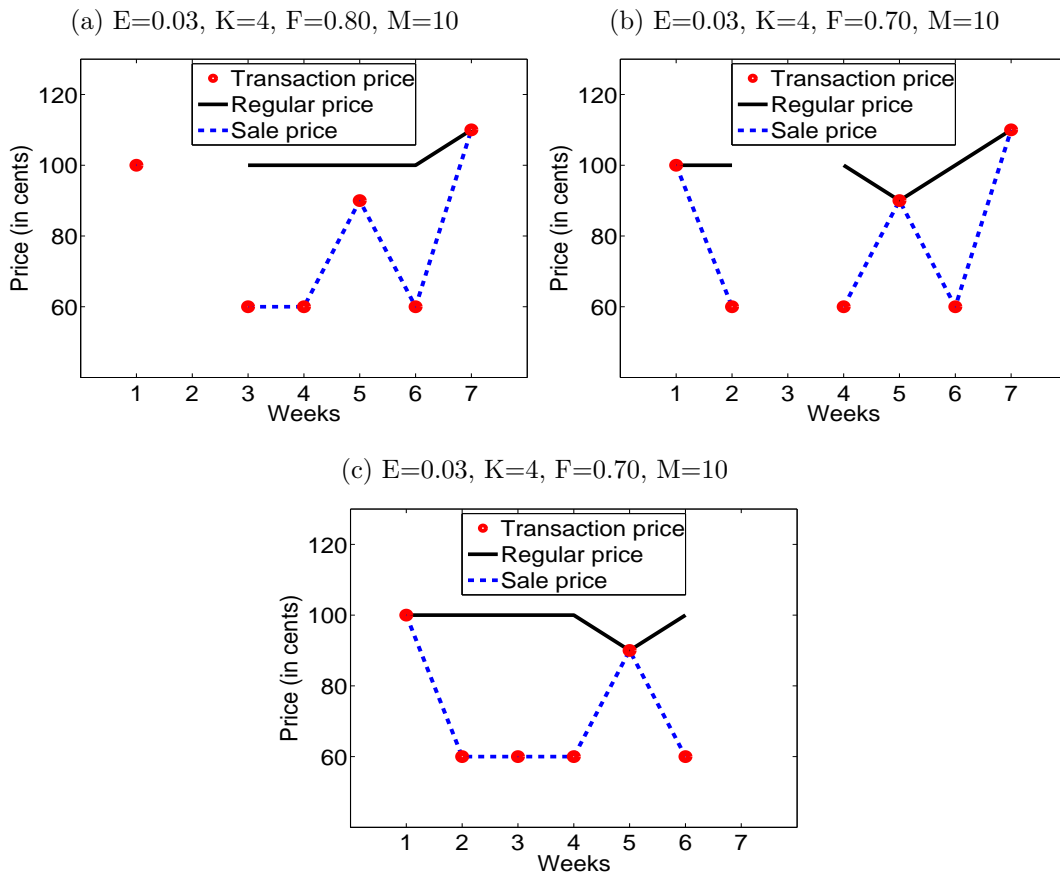 (a) E=0.03, K=4, F=0.80, M=10
Transaction price
Regular price
Sale price
Price (in cents)
120
100
80
60
1 2 3 4 5 6 7
Weeks
(b) E=0.03, K=4, F=0.70, M=10
Transaction price
Regular price
Sale price
Price (in cents)
120
100
80
60
1 2 3 4 5 6 7
Weeks
(c) E=0.03, K=4, F=0.70, M=10
Transaction price
Regular price
Sale price
Price (in cents)
120
100
80
60
1 2 3 4 5 6 7
Weeks